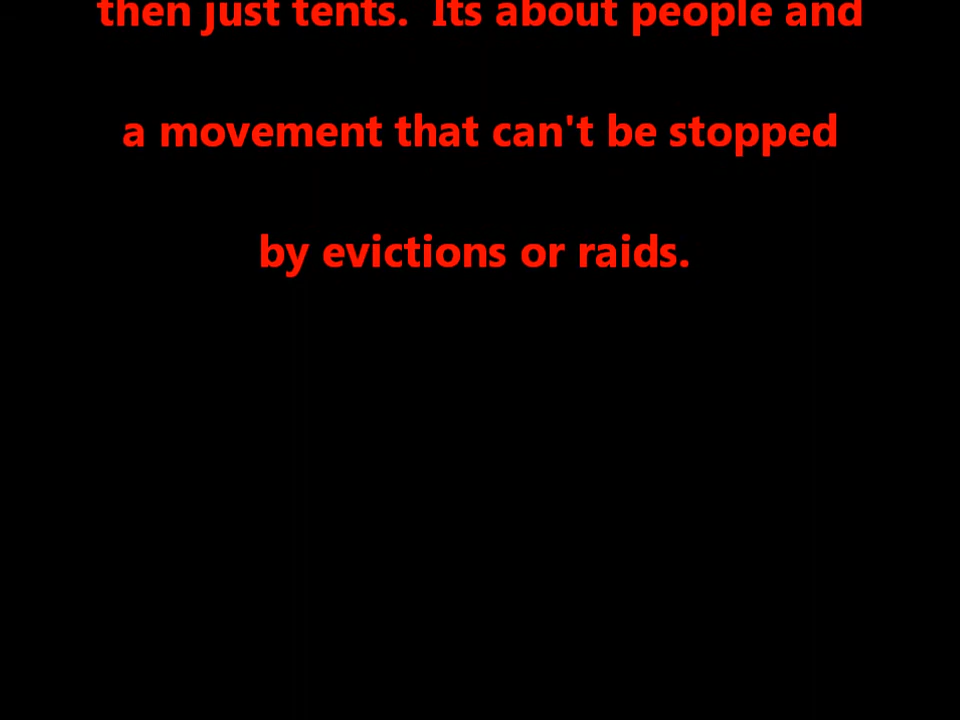 then just tents.  Its about people and
a movement that can't be stopped
by evictions or raids.